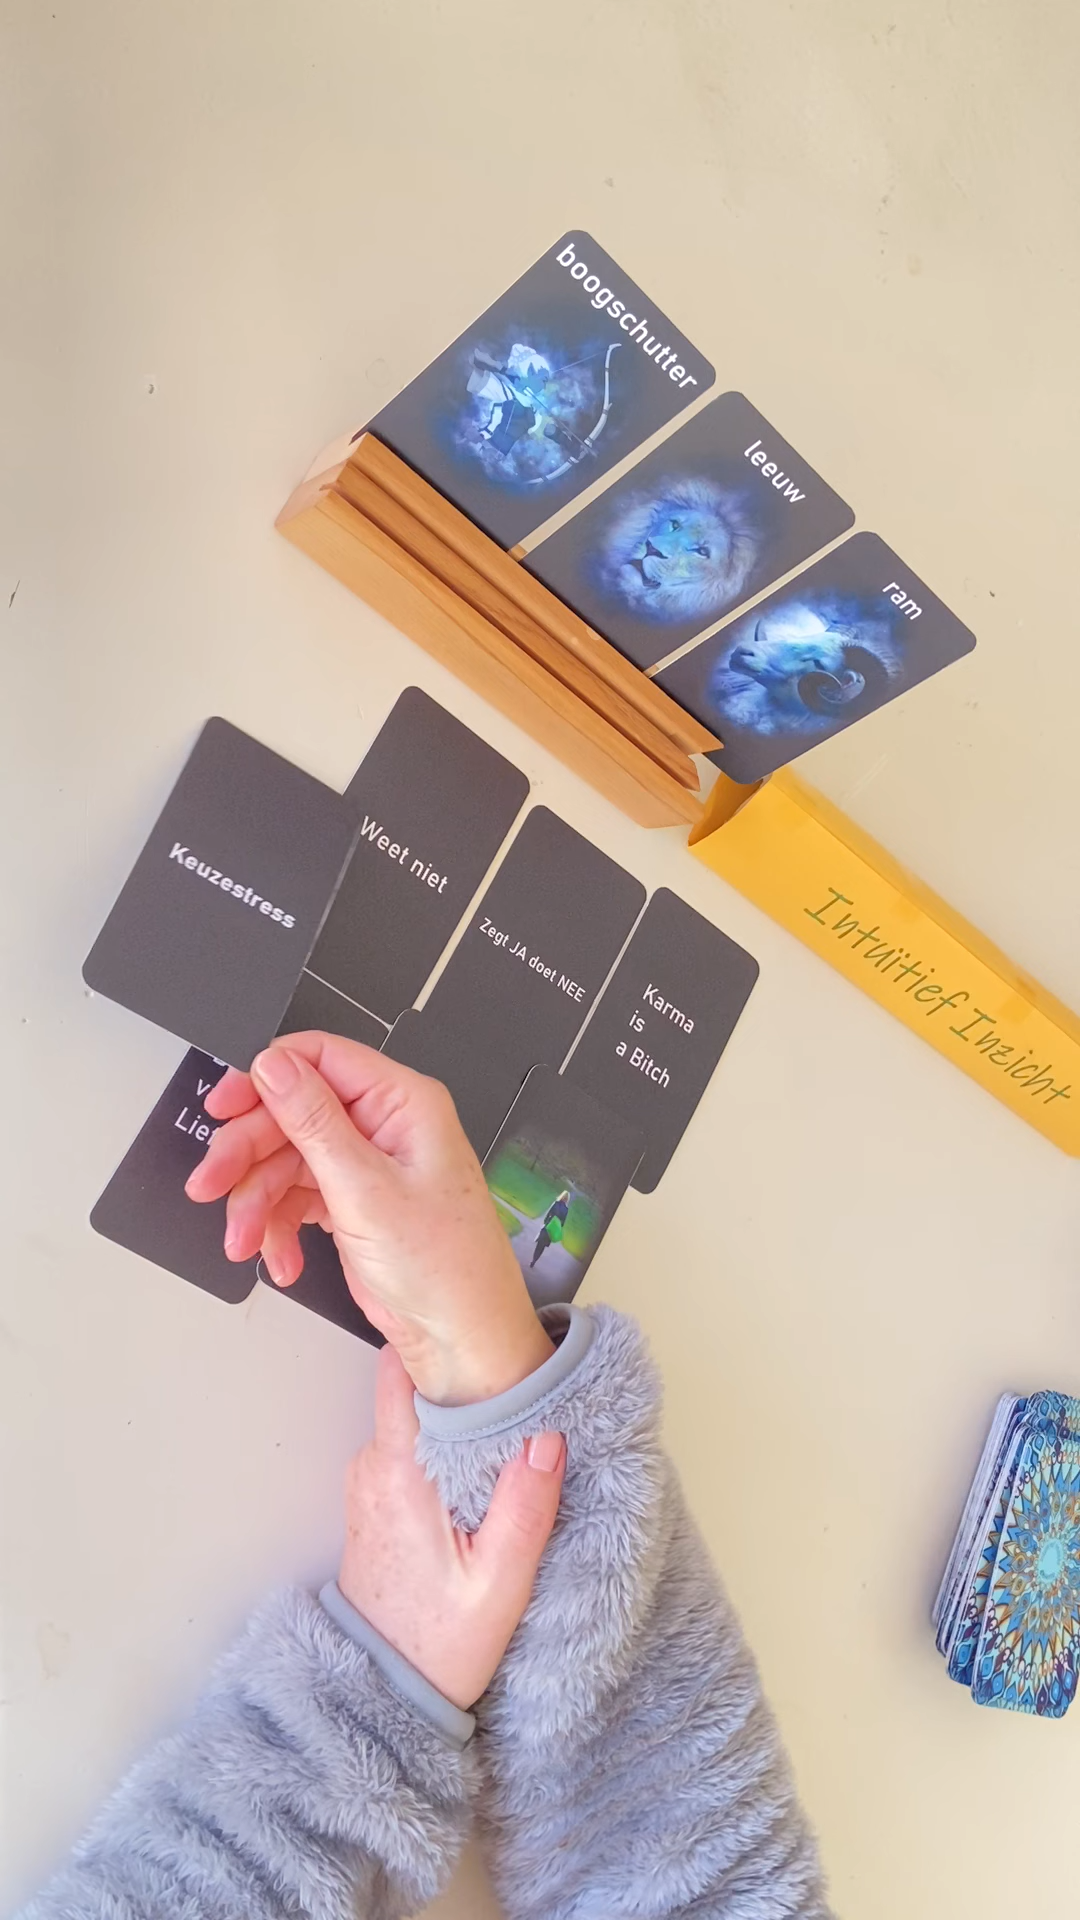 boogschutter
leeuw
ram
Keuzestress
Weet niet
Zegt JA doet NEE
Karma
is
a Bitch
Intuïtief Inzicht